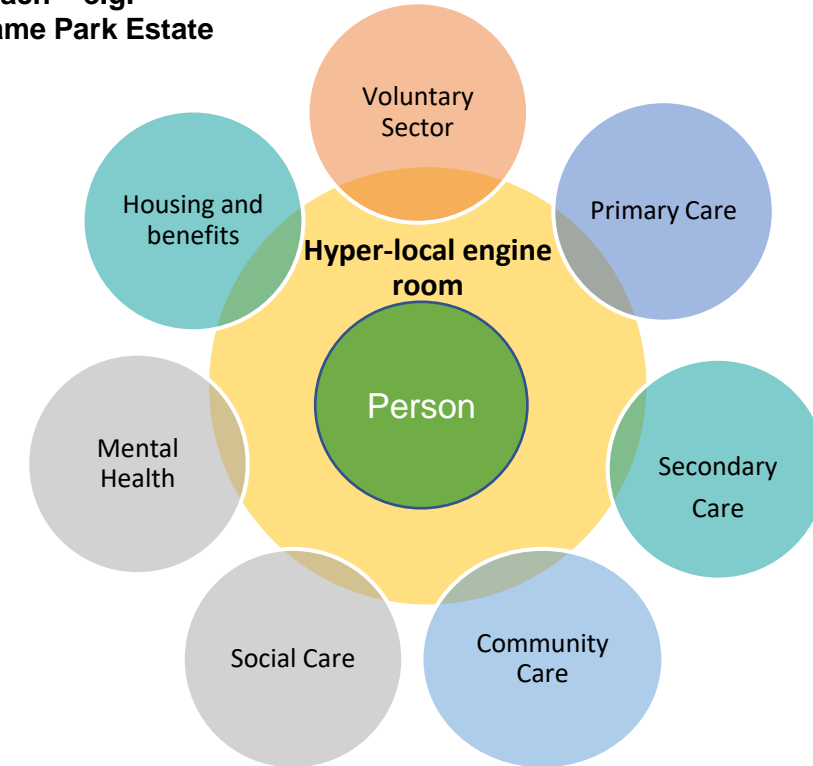 e.g.
Park Estate
Voluntary
Sector
Housing and
benefits
Primary Care
Hyper-local engine
room
Person
Mental
Health
Secondary
Care
Social Care
Community
Care